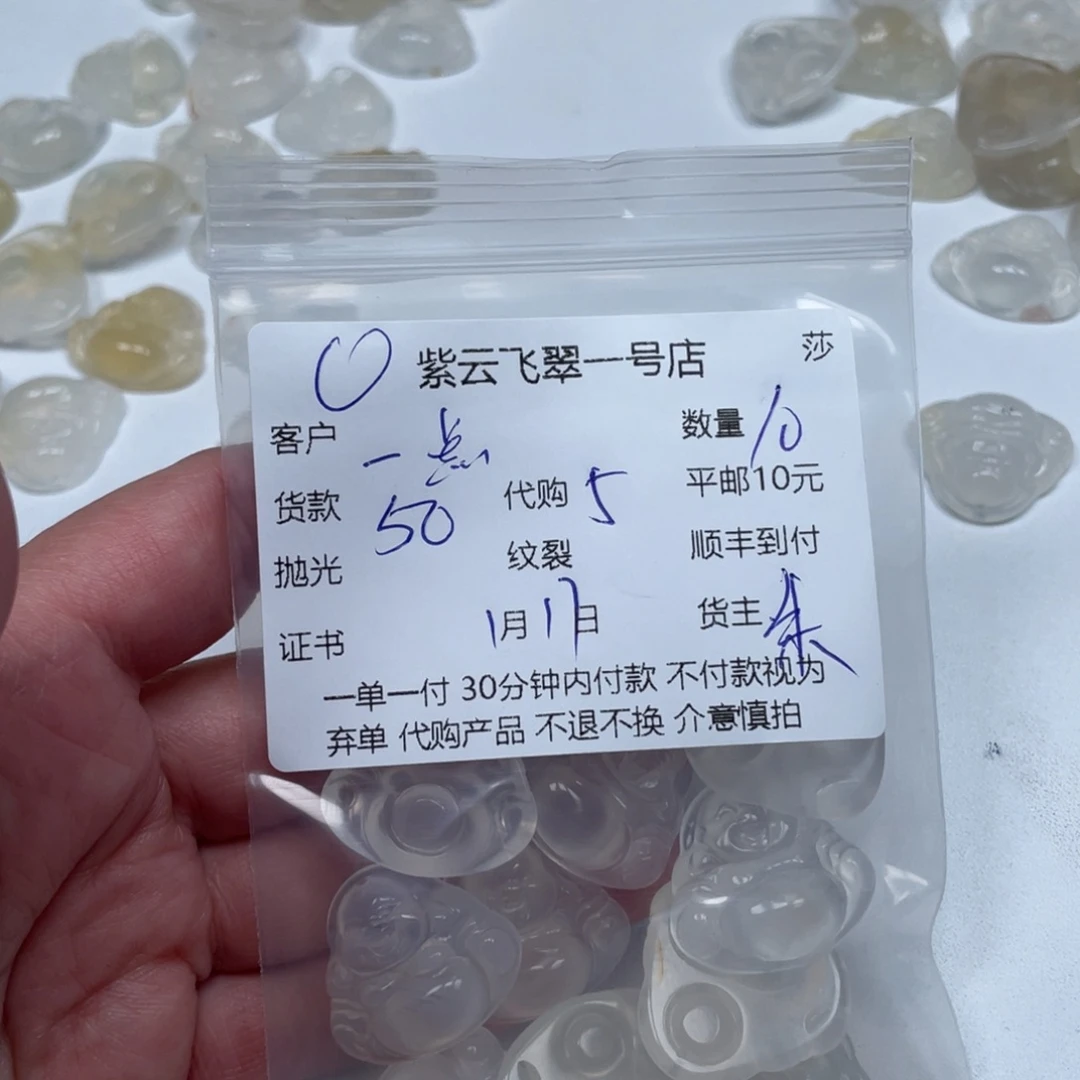 紫云飞翠一号店 莎
客户 一点 数量 10
货款 50 代购 5 平邮10元
抛光 纹裂 顺丰到付
证书 1月17日 货主 朱
一单一付 30分钟内付款 不付款视为
弃单 代购产品 不退不换 介意慎拍